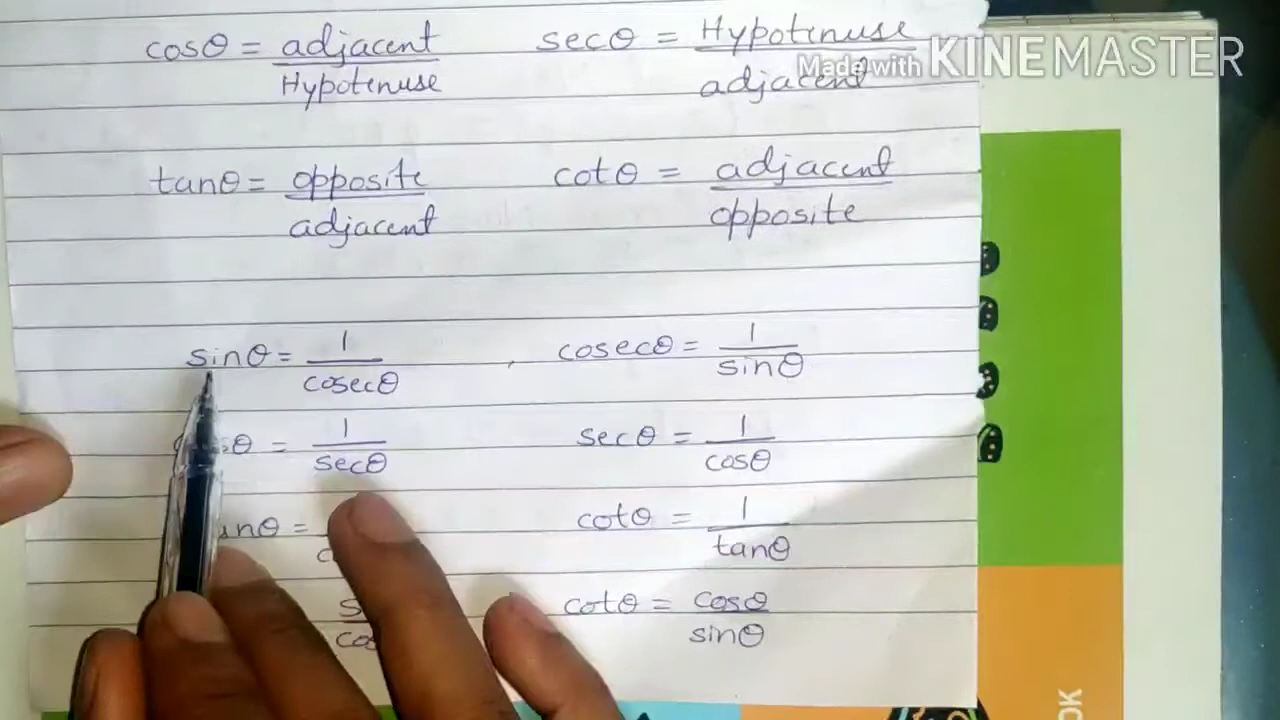 cosθ = adjacent / Hypotenuse    secθ = Hypotenuse / adjacent
Made with KINEMASTER
tanθ = opposite / adjacent    cotθ = adjacent / opposite
sinθ = 1 / cosecθ , cosecθ = 1 / sinθ
θ = 1 / secθ    secθ = 1 / cosθ
θ =    cotθ = 1 / tanθ
cotθ = cosθ / sinθ